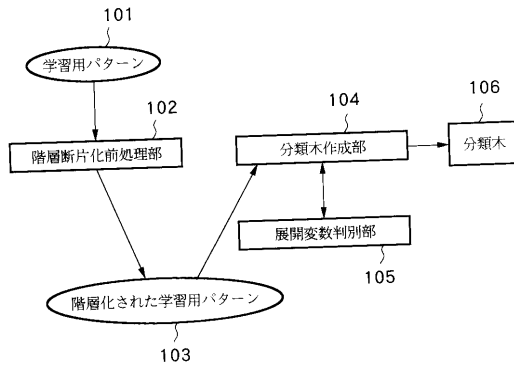 101
学習用パターン
102
階層断片化前処理部
104
分類木作成部
106
分類木
展開変数判別部
105
階層化された学習用パターン
103